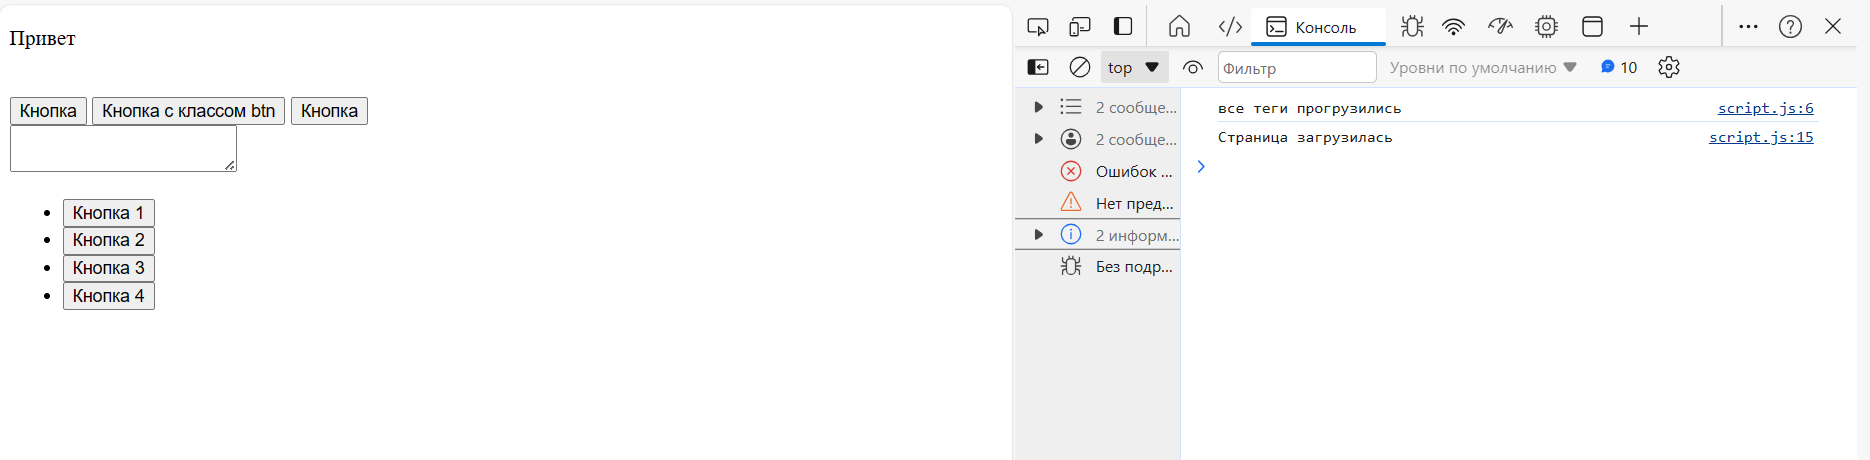 Привет
Кнопка
Кнопка с классом btn
Кнопка
Кнопка 1
Кнопка 2
Кнопка 3
Кнопка 4
Консоль
top
Фильтр
Уровни по умолчанию
10
2 сообще...
2 сообще...
Ошибок ...
Нет пред...
2 информ...
Без подр...
все теги прогрузились script.js:6
Страница загрузилась script.js:15